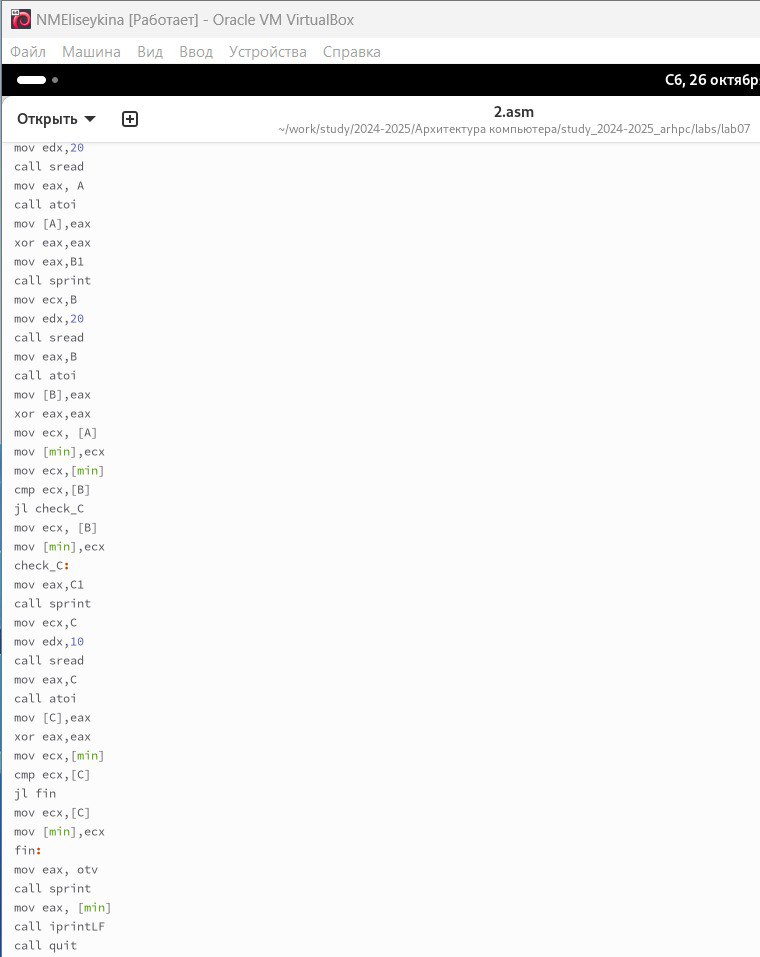 NMEliseykina [Работает] - Oracle VM VirtualBox
Файл Машина Вид Ввод Устройства Справка
Сб, 26 октябр
Открыть
2.asm
~/work/study/2024-2025/Архитектура компьютера/study_2024-2025_arhpc/labs/lab07
mov edx,20
call sread
mov eax, A
call atoi
mov [A],eax
xor eax,eax
mov eax,B1
call sprint
mov ecx,B
mov edx,20
call sread
mov eax,B
call atoi
mov [B],eax
xor eax,eax
mov ecx, [A]
mov [min],ecx
mov ecx,[min]
cmp ecx,[B]
jl check_C
mov ecx, [B]
mov [min],ecx
check_C:
mov eax,C1
call sprint
mov ecx,C
mov edx,10
call sread
mov eax,C
call atoi
mov [C],eax
xor eax,eax
mov ecx,[min]
cmp ecx,[C]
jl fin
mov ecx,[C]
mov [min],ecx
fin:
mov eax, otv
call sprint
mov eax, [min]
call iprintLF
call quit